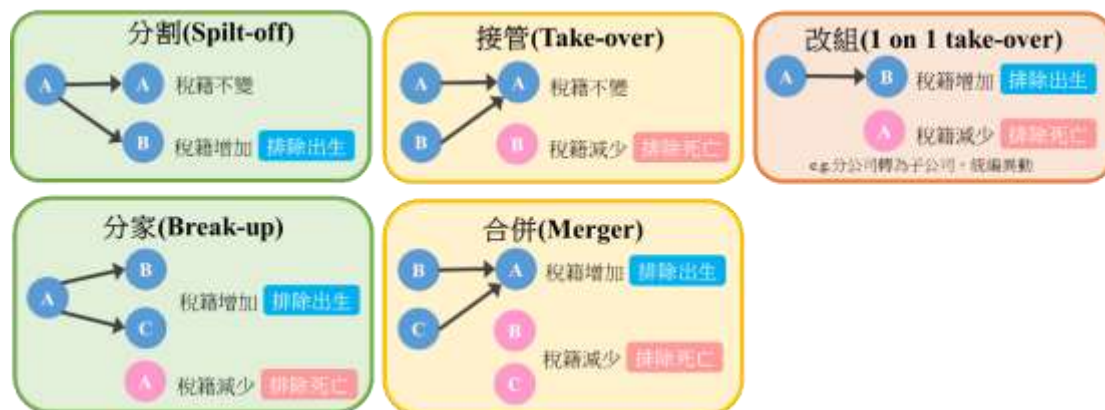 分割(Spilt-off)
A
A 稅籍不變
B 稅籍增加 排除出生
接管(Take-over)
A
A 稅籍不變
B
B 稅籍減少 排除死亡
改組(1 on 1 take-over)
A
B 稅籍增加 排除出生
A 稅籍減少 排除死亡
e.g.分公司轉為子公司，統編異動
分家(Break-up)
B
A
稅籍增加 排除出生
C
A 稅籍減少 排除死亡
合併(Merger)
B
A 稅籍增加 排除出生
C
B
稅籍減少 排除死亡
C